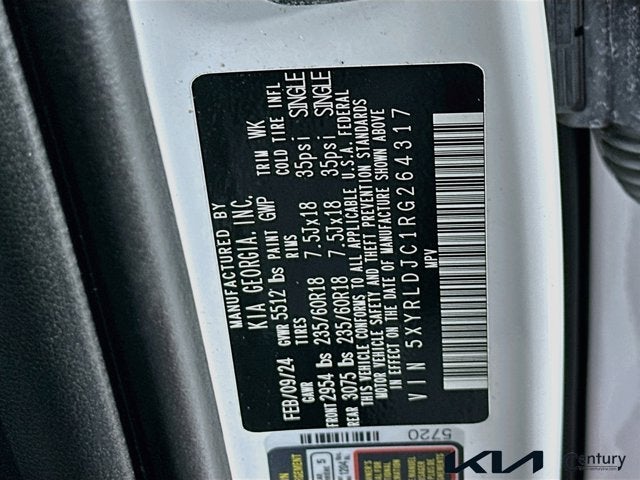 MANUFACTURED BY
KIA GEORGIA, INC.
FEB/09/24 GVWR 5512 lbs PAINT GWP TRIM WK
GAWR TIRES RIMS COLD TIRE INFL
FRONT 2954 lbs 235/60R18 7.5Jx18 35psi SINGLE
REAR 3075 lbs 235/60R18 7.5Jx18 35psi SINGLE
THIS VEHICLE CONFORMS TO ALL APPLICABLE U.S.A. FEDERAL
MOTOR VEHICLE SAFETY AND THEFT PREVENTION STANDARDS
IN EFFECT ON THE DATE OF MANUFACTURE SHOWN ABOVE
VIN 5XYRLDJC1RG264317
MPV
5720
KIA Century